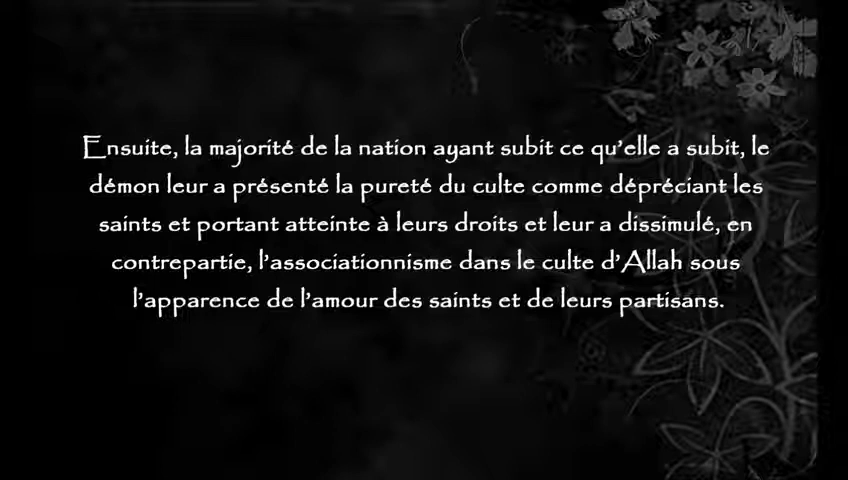 Ensuite, la majorité de la nation ayant subit ce qu'elle a subit, le
démon leur a présenté la pureté du culte comme dépréciant les
saints et portant atteinte à leurs droits et leur a dissimulé, en
contrepartie, l'associationnisme dans le culte d'Allah sous
l'apparence de l'amour des saints et de leurs partisans.